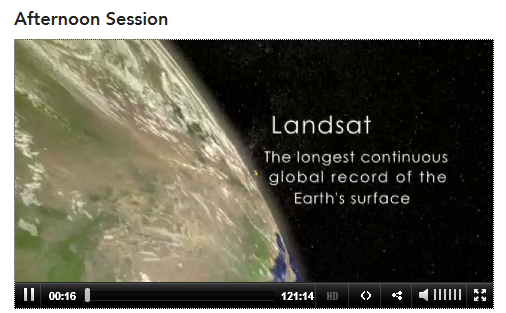 Afternoon Session
Landsat
The longest continuous
global record of the
Earth's surface
00:16 121:14 HD